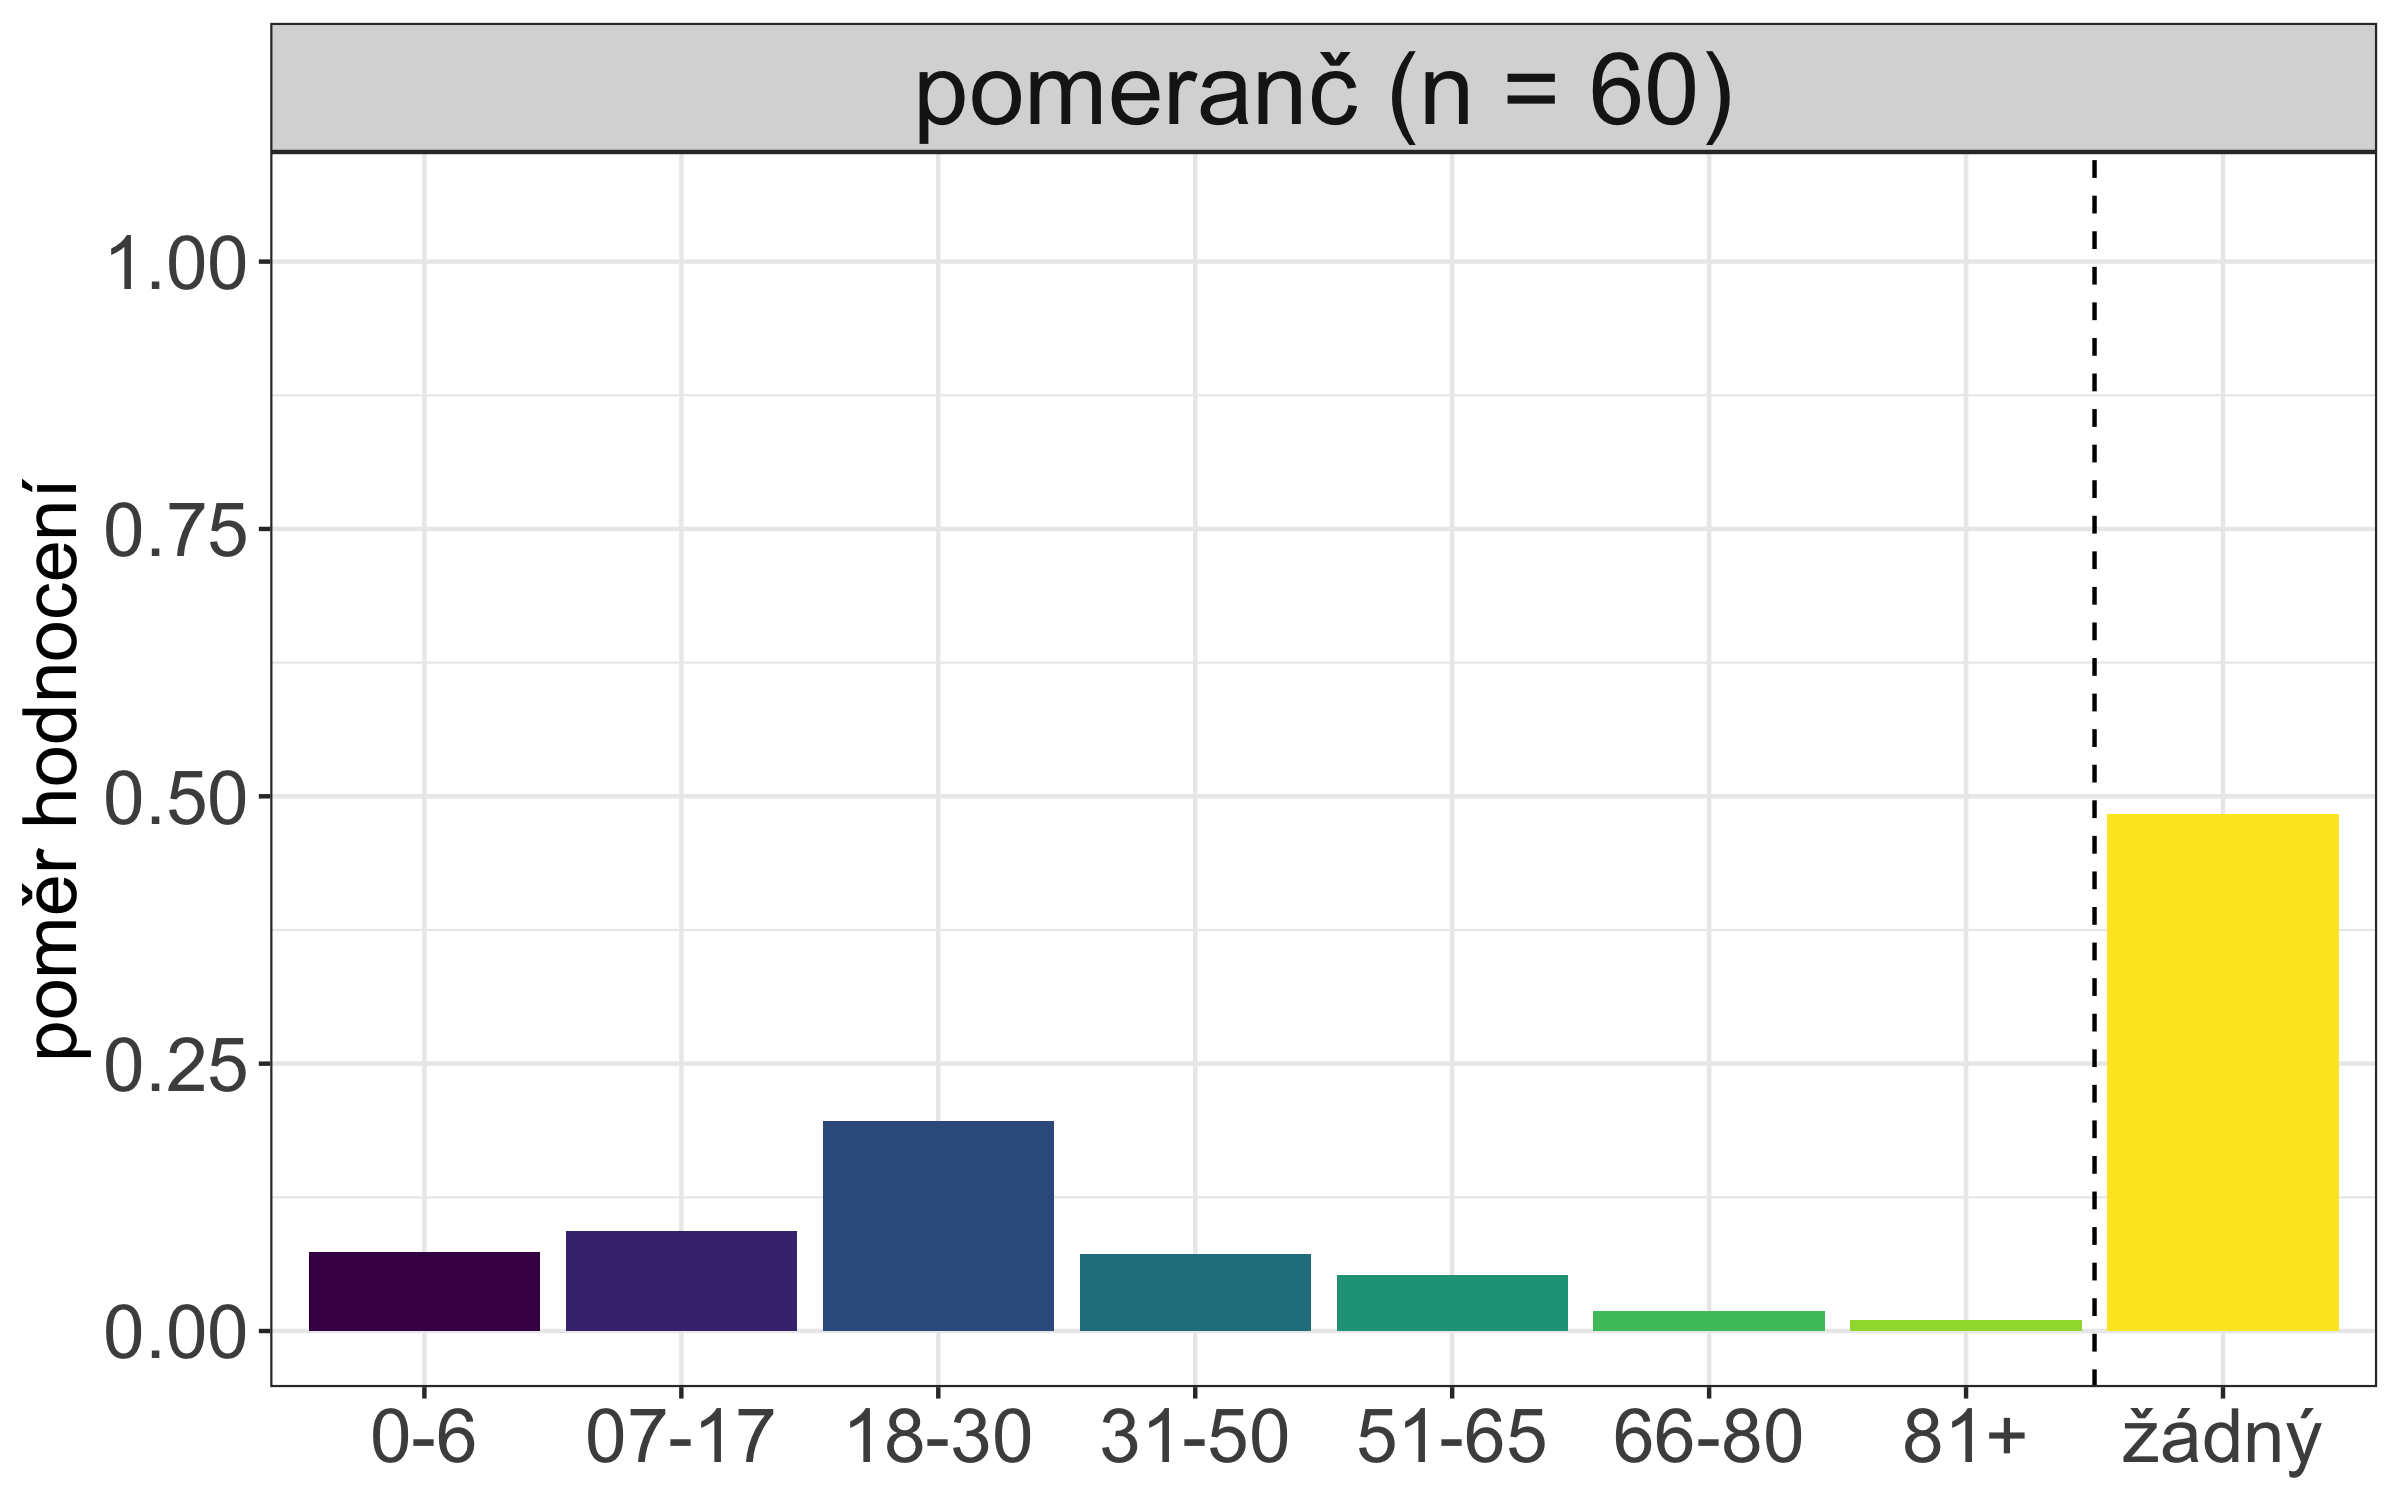 pomeranč (n = 60)
poměr hodnocení
1.00
0.75
0.50
0.25
0.00
0-6 07-17 18-30 31-50 51-65 66-80 81+ žádný